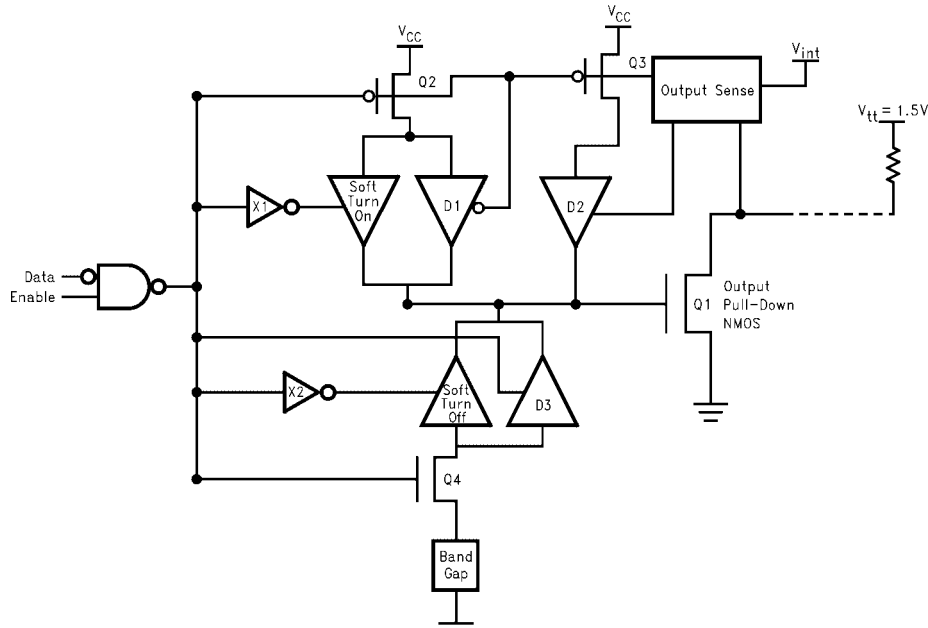 V_CC
V_CC
Q2
Q3
Output Sense
V_int
V_tt = 1.5V
X1
Soft
Turn
On
D1
D2
Data
Enable
Q1
Output
Pull-Down
NMOS
X2
Soft
Turn
Off
D3
Q4
Band
Gap